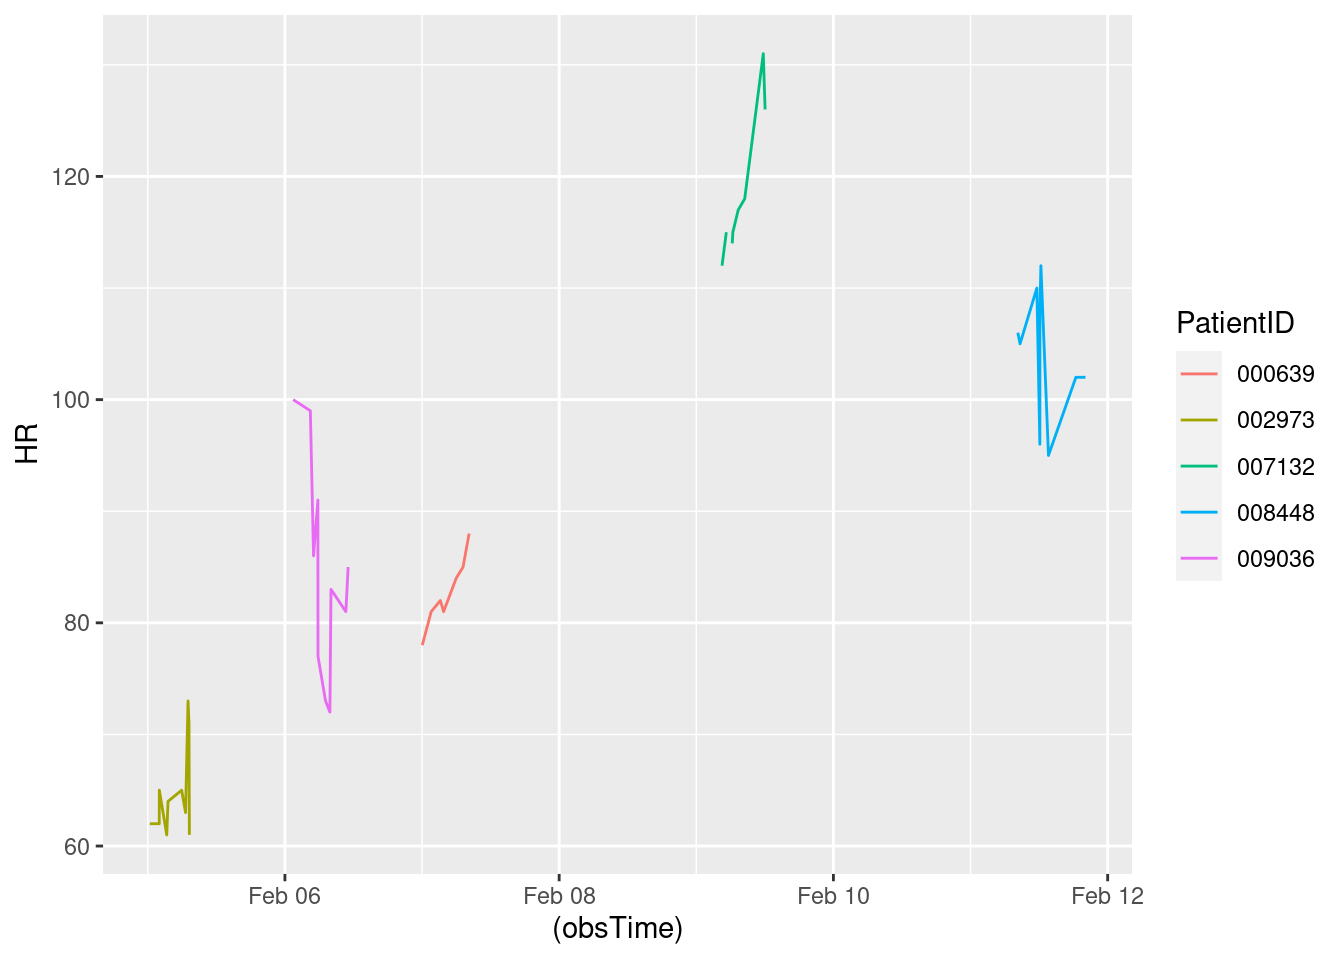 120
100
80
60
HR
Feb 06
Feb 08
Feb 10
Feb 12
(obsTime)
PatientID
000639
002973
007132
008448
009036